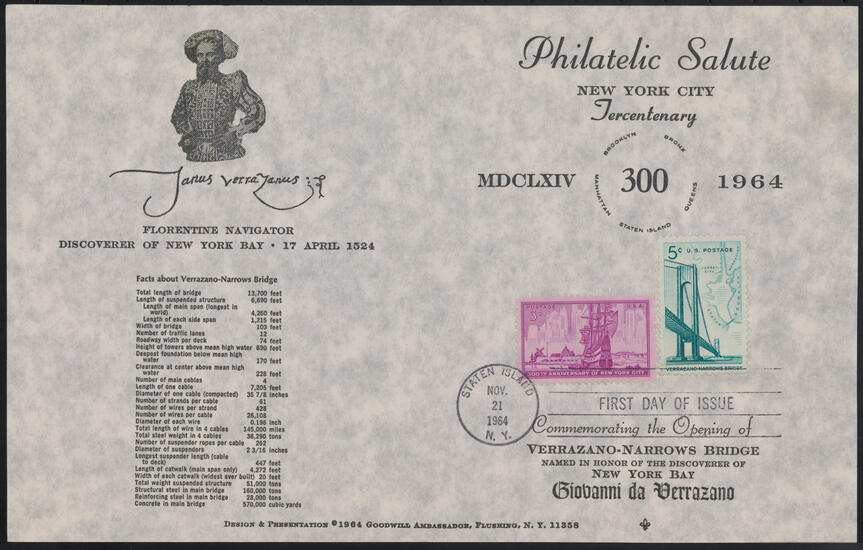 Janus Verrazanus
FLORENTINE NAVIGATOR
DISCOVERER OF NEW YORK BAY • 17 APRIL 1524
Facts about Verrazano-Narrows Bridge
Total length of bridge 13,700 feet
Length of suspended structure 6,690 feet
Length of main span (longest in
world) 4,260 feet
Length of each side span 1,215 feet
Width of bridge 103 feet
Number of traffic lanes 12
Roadway width per deck 74 feet
Height of towers above mean high water 690 feet
Deepest foundation below mean high
water 170 feet
Clearance at center above mean high
water 228 feet
Number of main cables 4
Length of one cable 7,205 feet
Diameter of one cable (compacted) 35 7/8 inches
Number of strands per cable 61
Number of wires per strand 428
Number of wires per cable 26,108
Diameter of each wire 0.196 inch
Total length of wire in 4 cables 145,000 miles
Total steel weight in 4 cables 38,290 tons
Number of suspender ropes per cable 262
Diameter of suspenders 2 3/16 inches
Longest suspender length (cable
to deck) 447 feet
Length of catwalk (main span only) 4,272 feet
Width of each catwalk (widest ever built) 20 feet
Total weight suspended structure 51,000 tons
Structural steel in main bridge 160,000 tons
Reinforcing steel in main bridge 28,000 tons
Concrete in main bridge 570,000 cubic yards
Philatelic Salute
NEW YORK CITY
Tercentenary
BROOKLYN BRONX
MANHATTAN QUEENS
STATEN ISLAND
MDCLXIV 300 1964
5c U.S. POSTAGE
VERRAZANO-NARROWS BRIDGE
POSTAGE U.S.A.
3c
300TH ANNIVERSARY OF NEW YORK CITY
STATEN ISLAND
NOV.
21
1964
N. Y.
FIRST DAY OF ISSUE
Commemorating the Opening of
VERRAZANO-NARROWS BRIDGE
NAMED IN HONOR OF THE DISCOVERER OF
NEW YORK BAY
Giovanni da Verrazano
DESIGN & PRESENTATION ©1964 GOODWILL AMBASSADOR, FLUSHING, N. Y. 11358